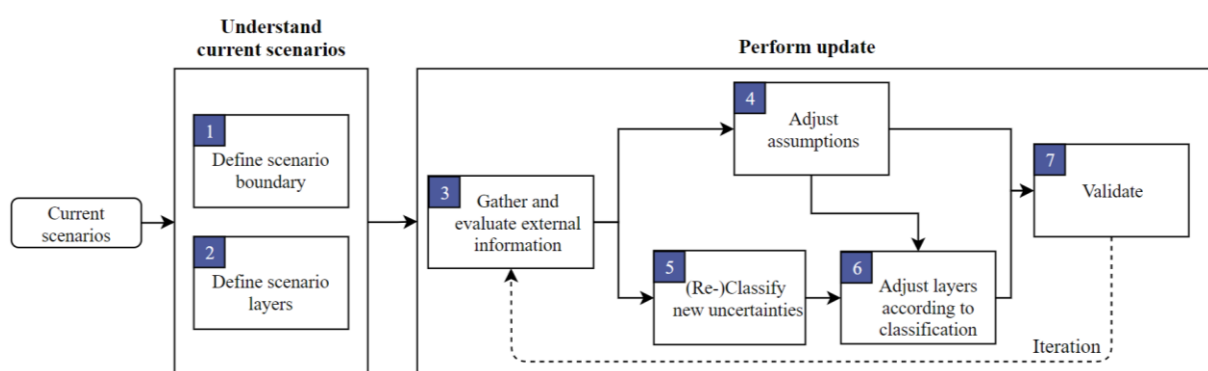 Understand
current scenarios
Perform update
Current
scenarios
1
Define scenario
boundary
2
Define scenario
layers
3
Gather and
evaluate external
information
4
Adjust
assumptions
5
(Re-)Classify
new uncertainties
6
Adjust layers
according to
classification
7
Validate
Iteration